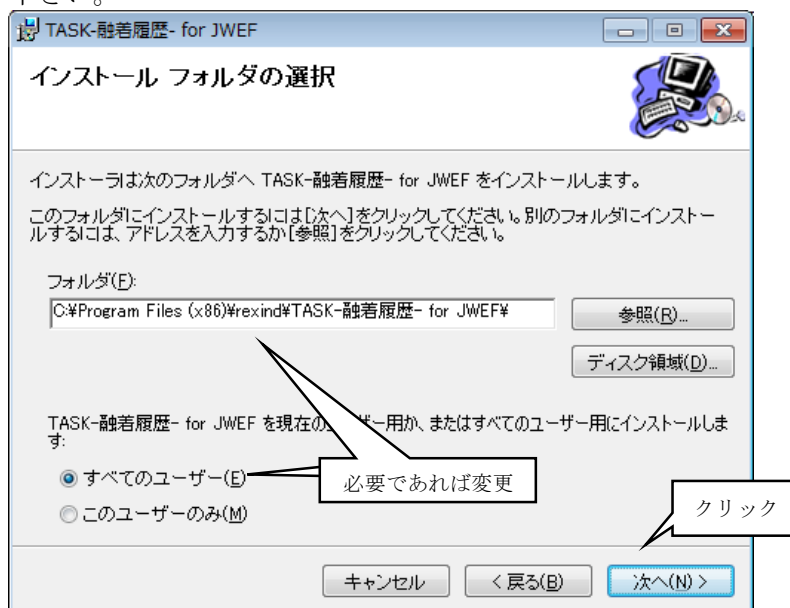 下さい。
TASK-融着履歴- for JWEF
インストール フォルダの選択
インストーラは次のフォルダへ TASK-融着履歴- for JWEF をインストールします。
このフォルダにインストールするには[次へ]をクリックしてください。別のフォルダにインストー
ルするには、アドレスを入力するか[参照]をクリックしてください。
フォルダ(F):
C:¥Program Files (x86)¥rexind¥TASK-融着履歴- for JWEF¥
参照(R)...
ディスク領域(D)...
TASK-融着履歴- for JWEF を現在の ーザー用か、またはすべてのユーザー用にインストールしま
す:
すべてのユーザー(E)
必要であれば変更
このユーザーのみ(M)
クリック
キャンセル
< 戻る(B)
次へ(N) >